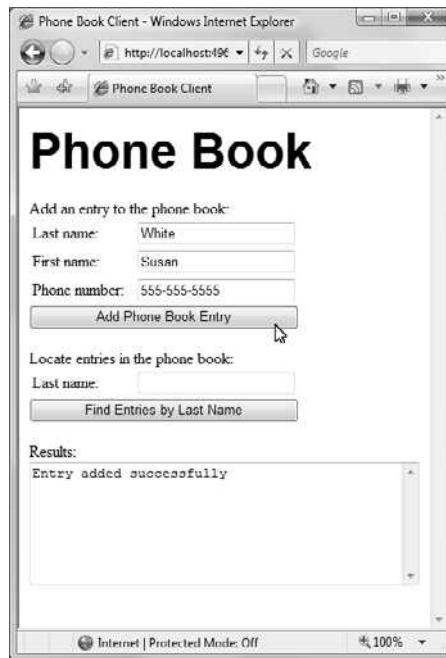 Phone Book Client - Windows Internet Explorer
http://localhost:496
Google
Phone Book Client
Phone Book
Add an entry to the phone book:
Last name: White
First name: Susan
Phone number: 555-555-5555
Add Phone Book Entry
Locate entries in the phone book:
Last name:
Find Entries by Last Name
Results:
Entry added successfully
Internet | Protected Mode: Off 100%